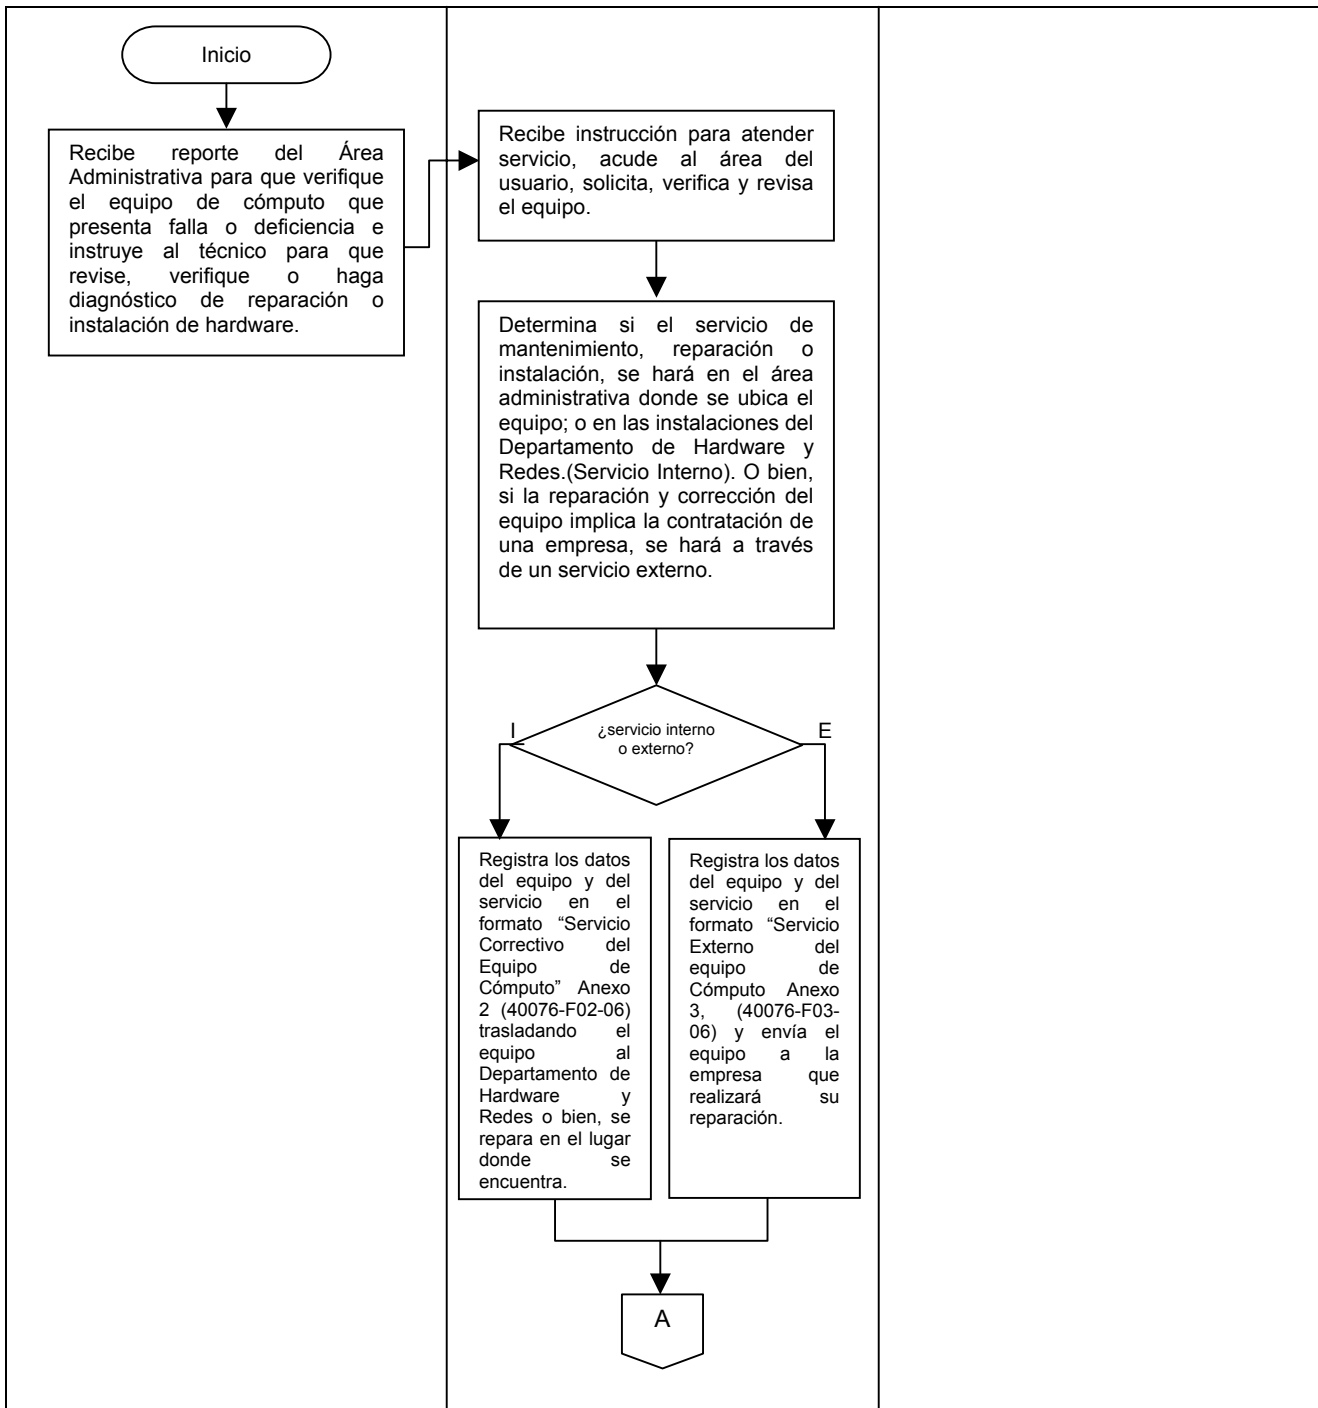 Inicio
Recibe reporte del Área
Administrativa para que verifique
el equipo de cómputo que
presenta falla o deficiencia e
instruye al técnico para que
revise, verifique o haga
diagnóstico de reparación o
instalación de hardware.
Recibe instrucción para atender
servicio, acude al área del
usuario, solicita, verifica y revisa
el equipo.
Determina si el servicio de
mantenimiento, reparación o
instalación, se hará en el área
administrativa donde se ubica el
equipo; o en las instalaciones del
Departamento de Hardware y
Redes.(Servicio Interno). O bien,
si la reparación y corrección del
equipo implica la contratación de
una empresa, se hará a través
de un servicio externo.
¿servicio interno
o externo?
I
E
Registra los datos
del equipo y del
servicio en el
formato “Servicio
Correctivo del
Equipo de
Cómputo” Anexo
2 (40076-F02-06)
trasladando el
equipo al
Departamento de
Hardware y
Redes o bien, se
repara en el lugar
donde se
encuentra.
Registra los datos
del equipo y del
servicio en el
formato “Servicio
Externo del
equipo de
Cómputo Anexo
3, (40076-F03-
06) y envía el
equipo a la
empresa que
realizará su
reparación.
A